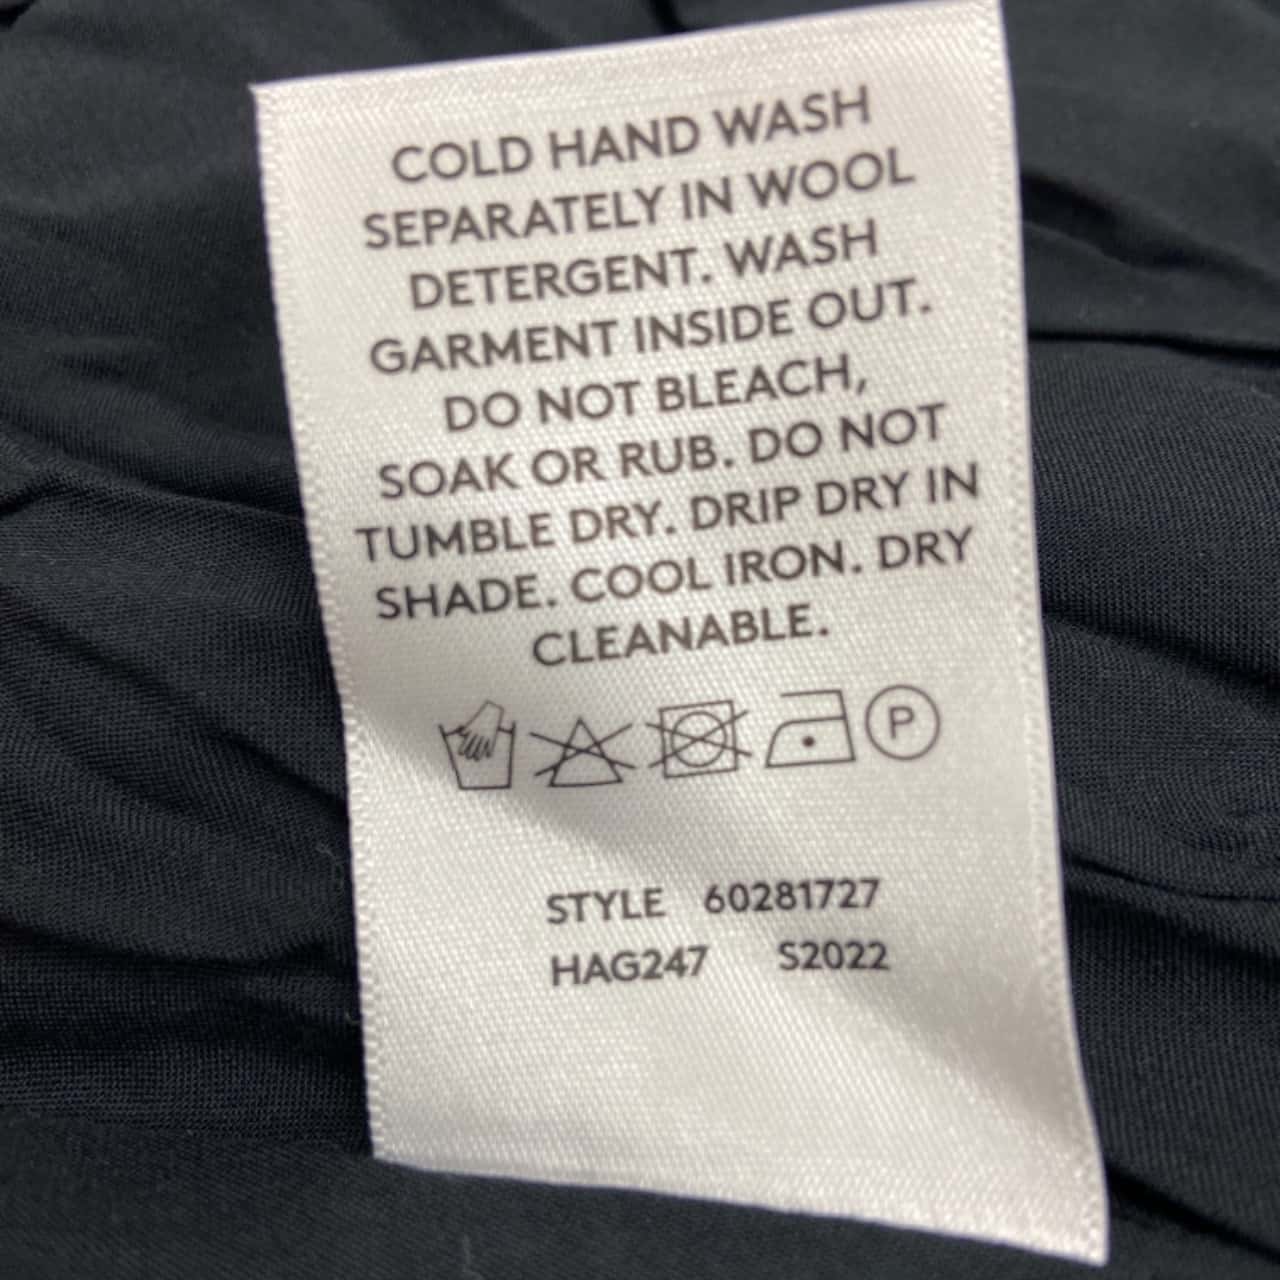 COLD HAND WASH
SEPARATELY IN WOOL
DETERGENT. WASH
GARMENT INSIDE OUT.
DO NOT BLEACH,
SOAK OR RUB. DO NOT
TUMBLE DRY. DRIP DRY IN
SHADE. COOL IRON. DRY
CLEANABLE.
P
STYLE 60281727
HAG247 S2022